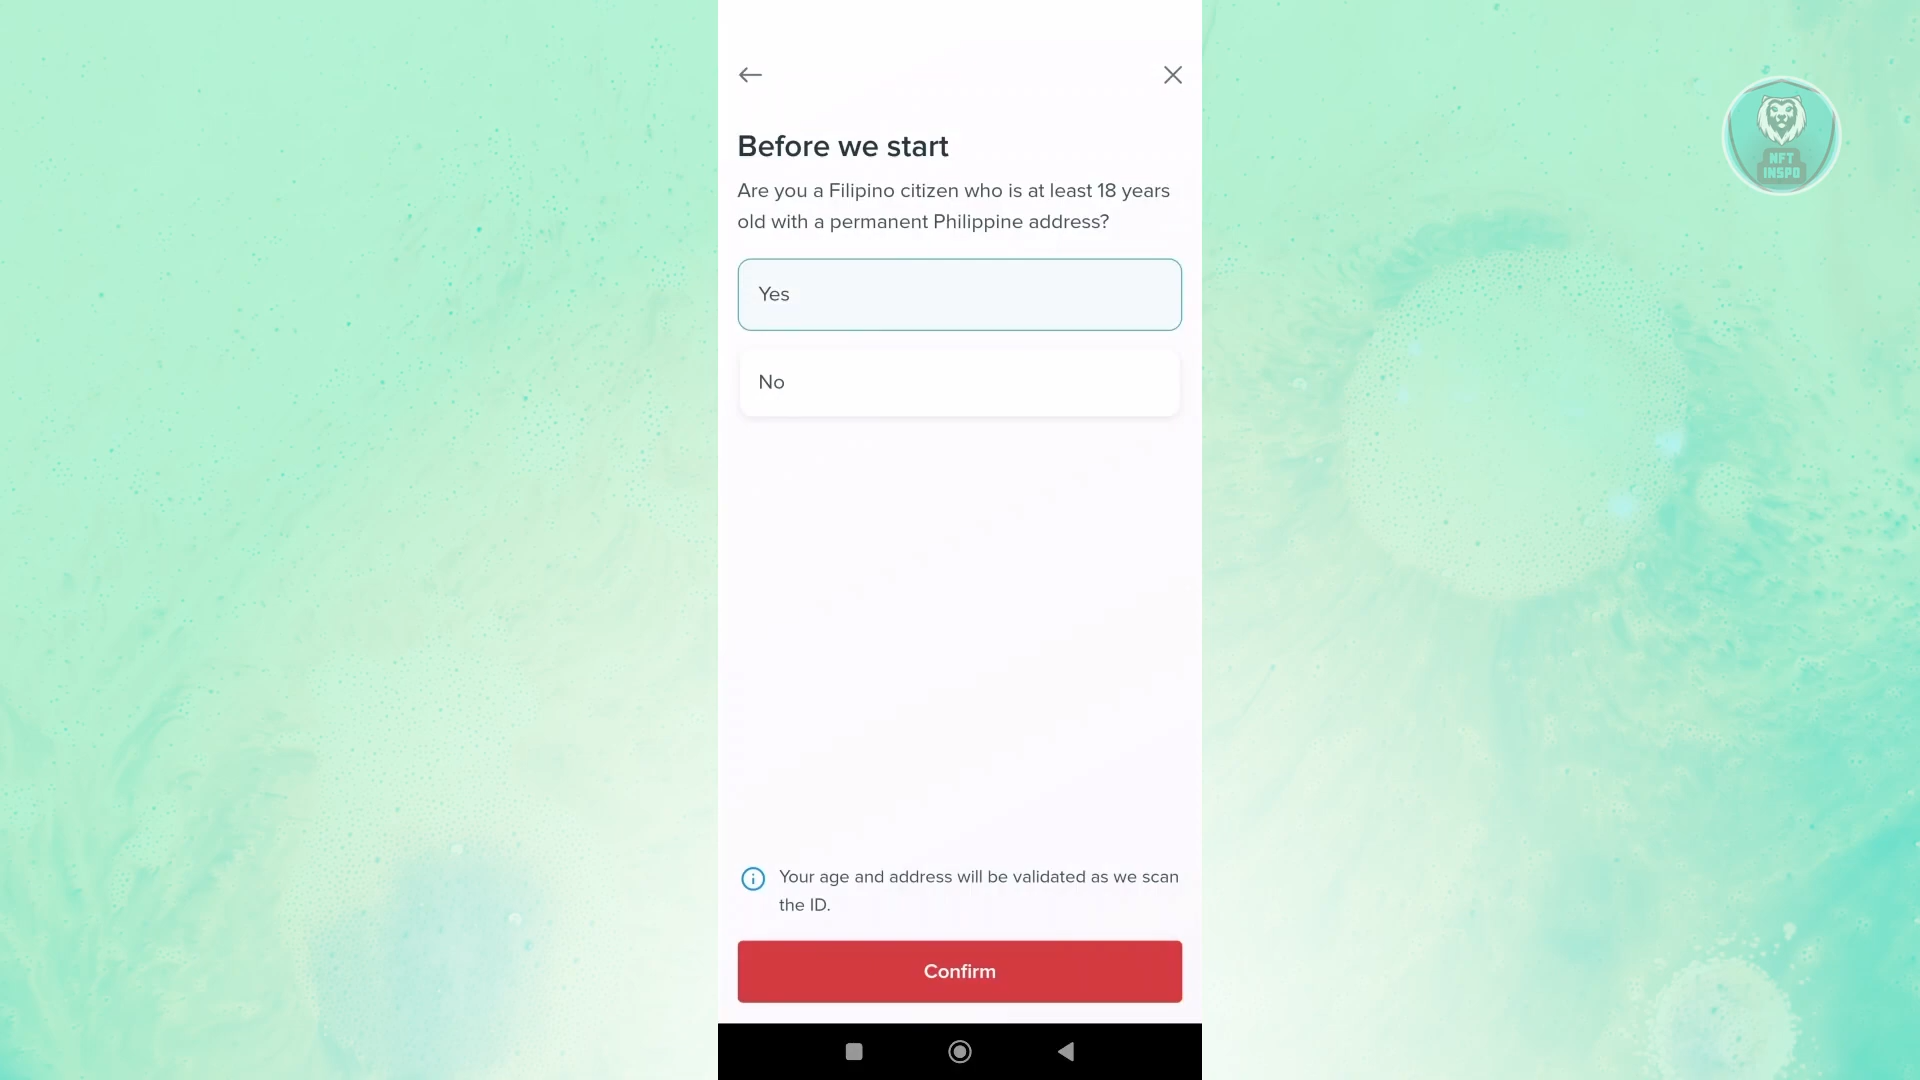 NFT
INSPO
Before we start
Are you a Filipino citizen who is at least 18 years
old with a permanent Philippine address?
Yes
No
Your age and address will be validated as we scan
the ID.
Confirm